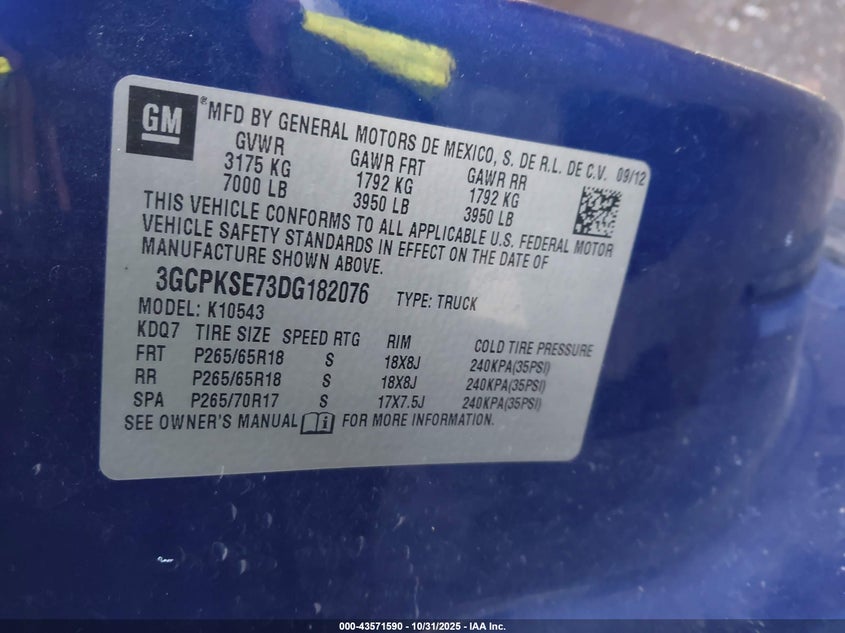 GM
® MFD BY GENERAL MOTORS DE MEXICO, S. DE R.L. DE C.V. 09/12
GVWR GAWR FRT GAWR RR
3175 KG 1792 KG 1792 KG
7000 LB 3950 LB 3950 LB
THIS VEHICLE CONFORMS TO ALL APPLICABLE U.S. FEDERAL MOTOR
VEHICLE SAFETY STANDARDS IN EFFECT ON THE DATE OF
MANUFACTURE SHOWN ABOVE.
3GCPKSE73DG182076 TYPE: TRUCK
MODEL: K10543
KDQ7 TIRE SIZE SPEED RTG RIM COLD TIRE PRESSURE
FRT P265/65R18 S 18X8J 240KPA(35PSI)
RR P265/65R18 S 18X8J 240KPA(35PSI)
SPA P265/70R17 S 17X7.5J 240KPA(35PSI)
SEE OWNER'S MANUAL FOR MORE INFORMATION.
000-43571590 - 10/31/2025 - IAA Inc.